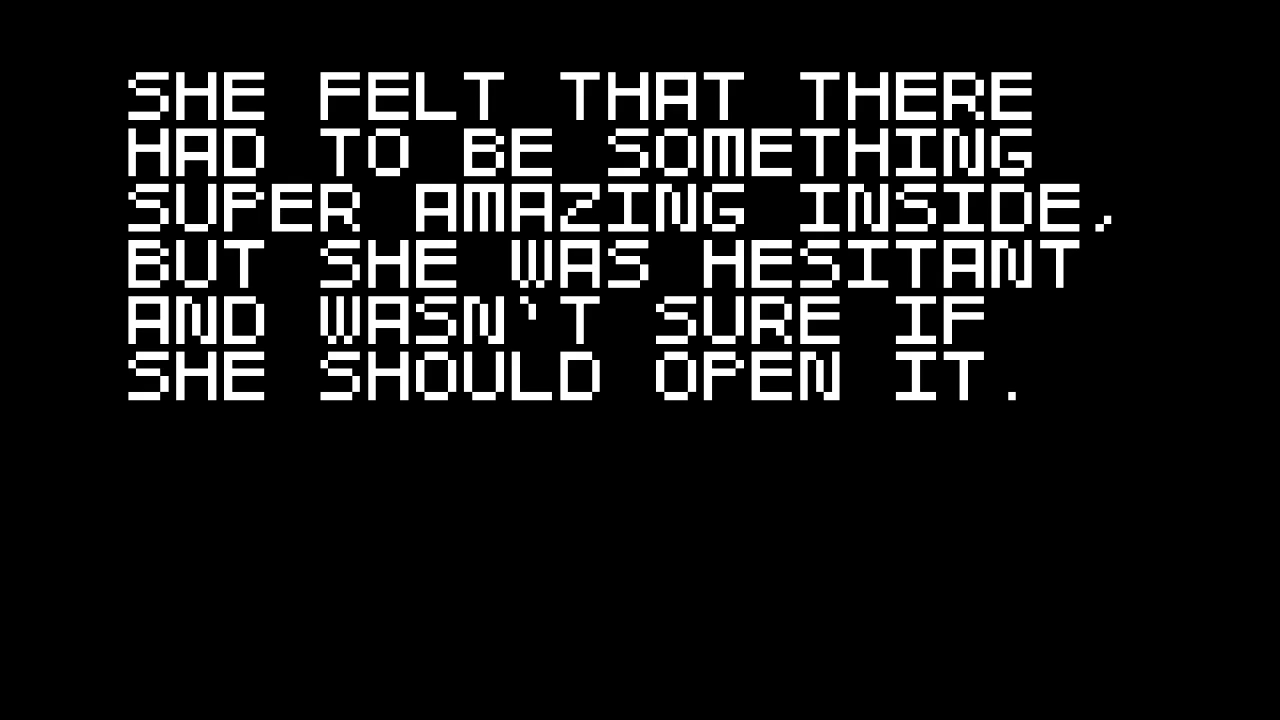 SHE FELT THAT THERE
HAD TO BE SOMETHING
SUPER AMAZING INSIDE,
BUT SHE WAS HESITANT
AND WASN'T SURE IF
SHE SHOULD OPEN IT.